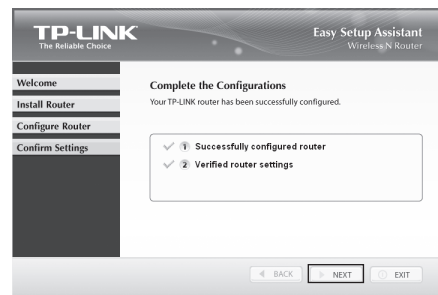 TP-LINK
The Reliable Choice
Easy Setup Assistant
Wireless N Router
Welcome
Install Router
Configure Router
Confirm Settings
Complete the Configurations
Your TP-LINK router has been successfully configured.
1 Successfully configured router
2 Verified router settings
BACK
NEXT
EXIT